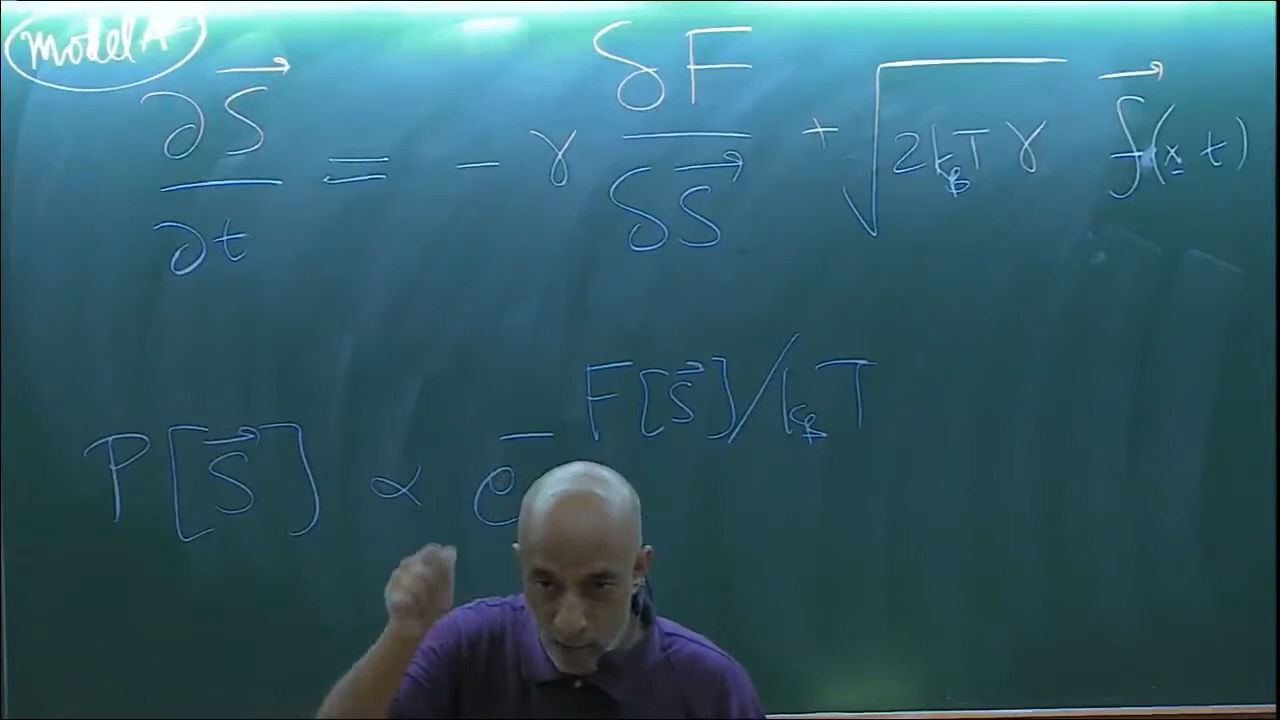 Model A
∂S⃗/∂t = - γ δF/δS⃗ + √(2k_BTγ) f⃗(x t)
P[S⃗] ∝ e^{-F[S⃗]/k_BT}